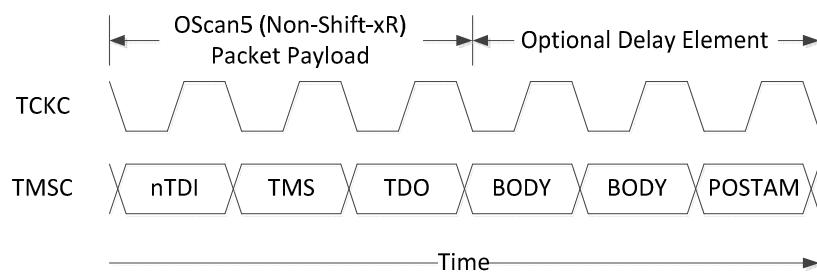 OScan5 (Non-Shift-xR)
Packet Payload
Optional Delay Element
TCKC
TMSC
nTDI
TMS
TDO
BODY
BODY
POSTAM
Time